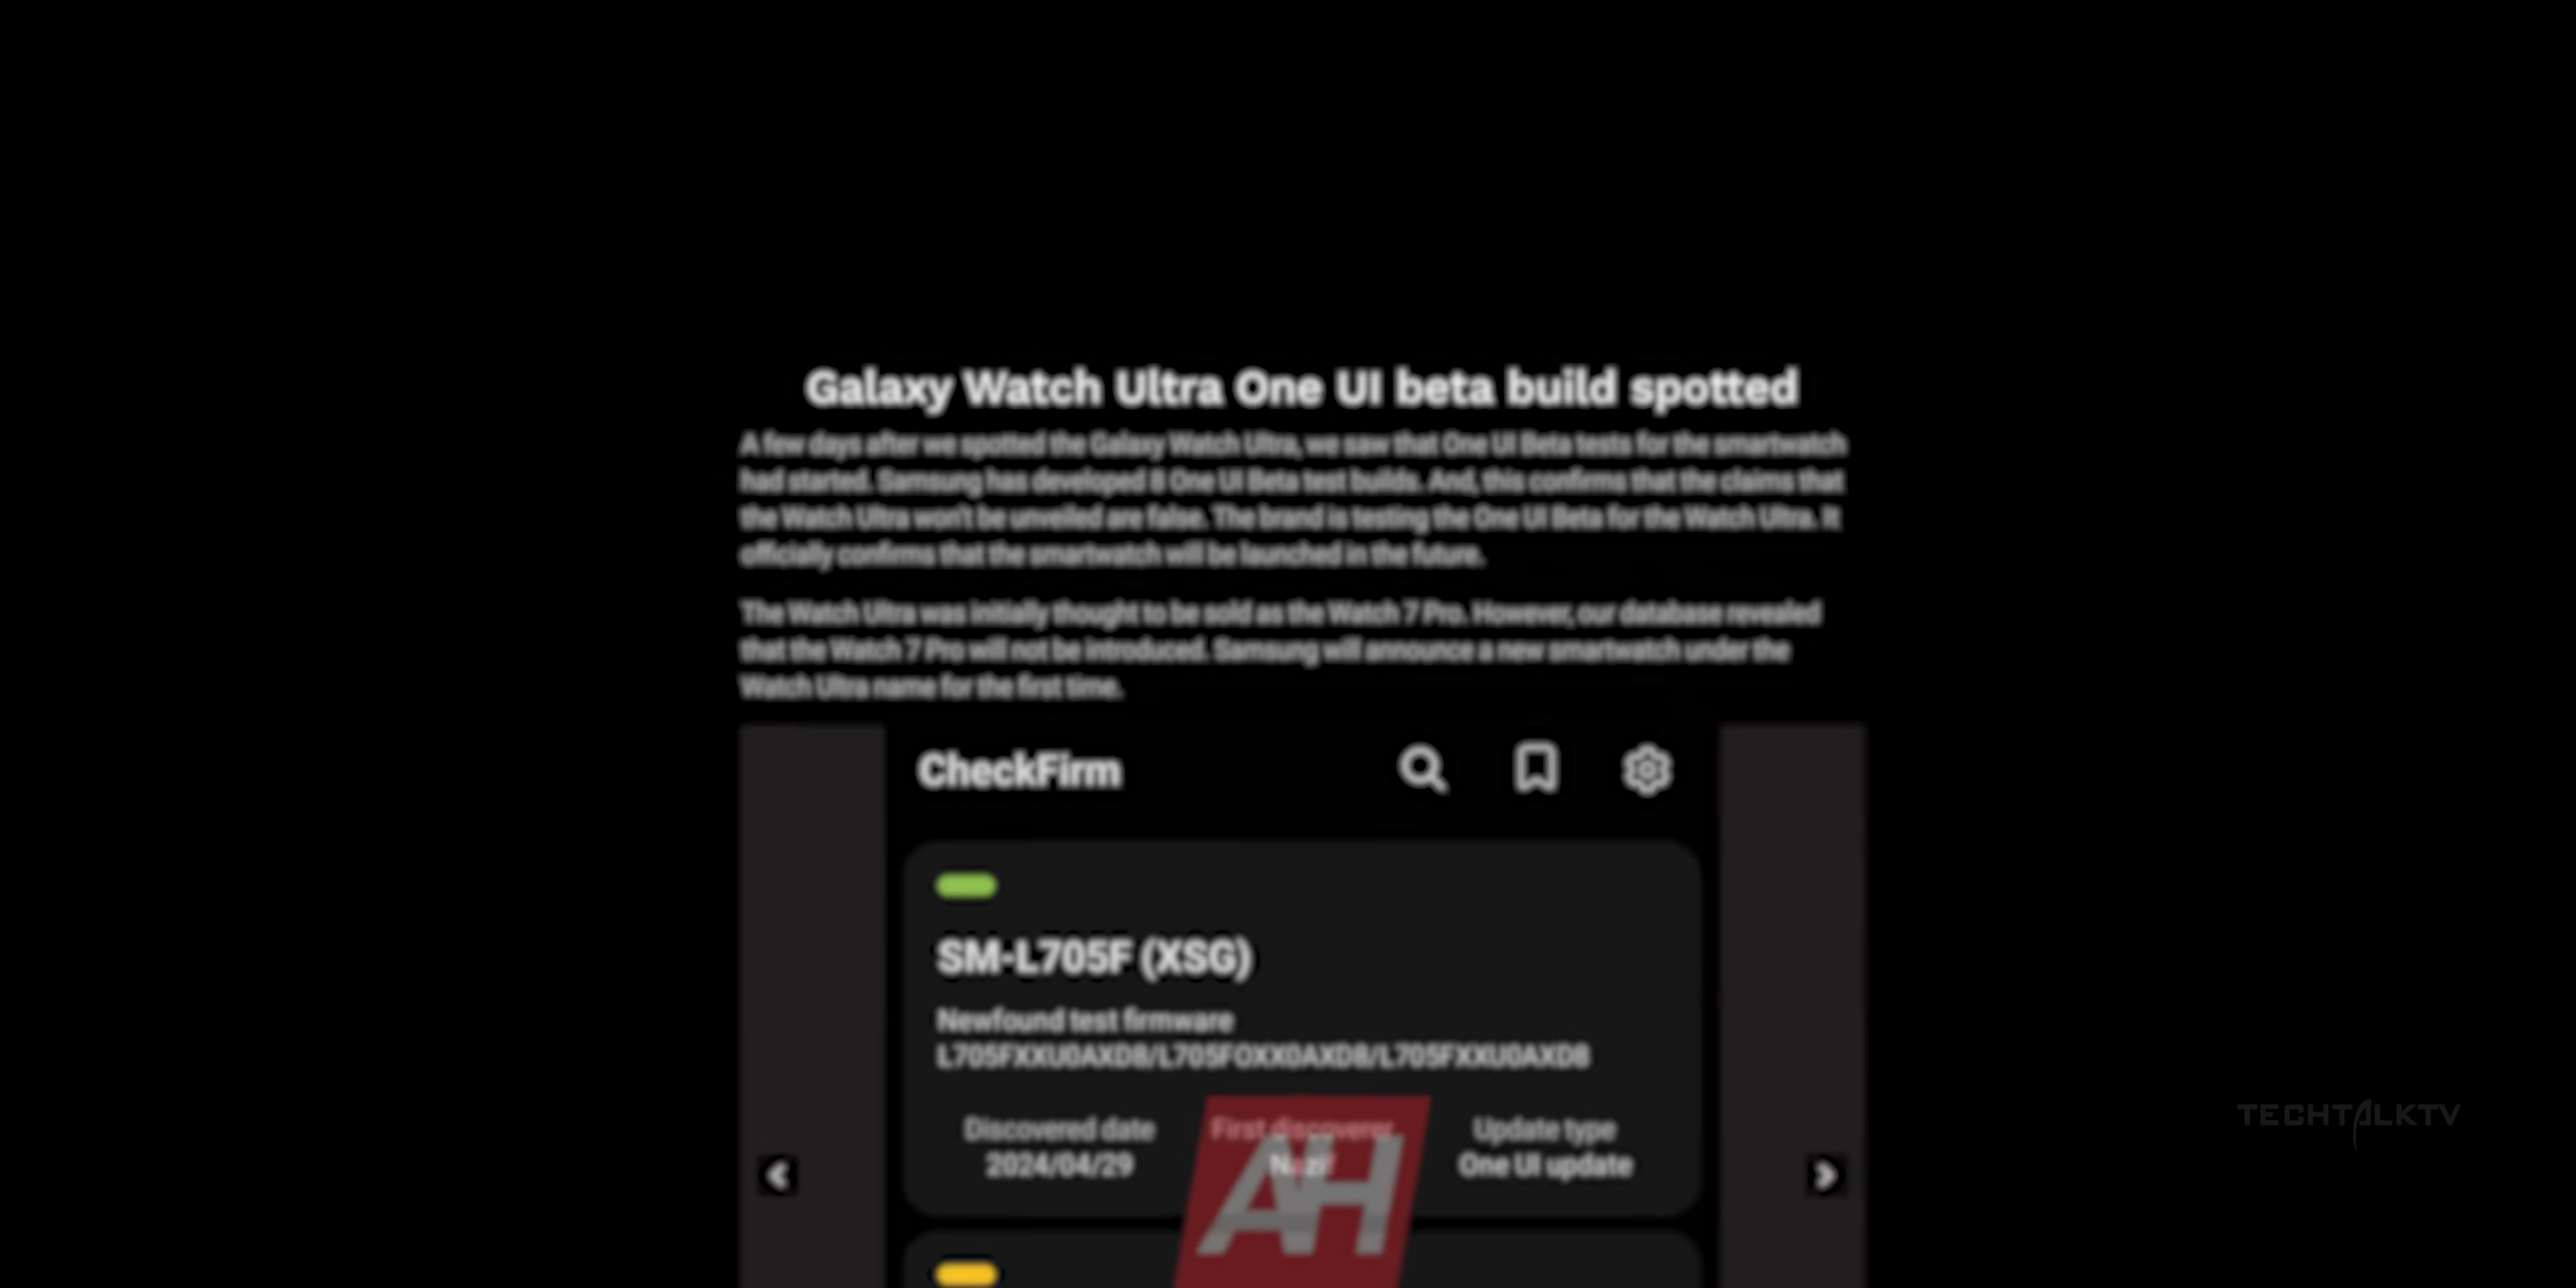 Galaxy Watch Ultra One UI beta build spotted
A few days after we spotted the Galaxy Watch Ultra, we saw that One UI Beta tests for the smartwatch
had started. Samsung has developed 8 One UI Beta test builds. And, this confirms that the claims that
the Watch Ultra won't be unveiled are false. The brand is testing the One UI Beta for the Watch Ultra. It
officially confirms that the smartwatch will be launched in the future.
The Watch Ultra was initially thought to be sold as the Watch 7 Pro. However, our database revealed
that the Watch 7 Pro will not be introduced. Samsung will announce a new smartwatch under the
Watch Ultra name for the first time.
CheckFirm
SM-L705F (XSG)
Newfound test firmware
L705FXXU0AXD8/L705FOXX0AXD8/L705FXXU0AXD8
Discovered date
First discoverer
Update type
2024/04/29
Nazif
One UI update
AH
TECHTALKTV